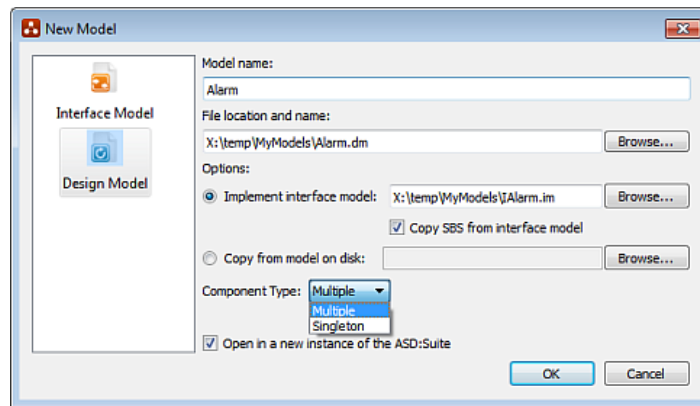 New Model
Interface Model
Design Model
Model name:
Alarm
File location and name:
X:\temp\MyModels\Alarm.dm
Browse...
Options:
Implement interface model:
X:\temp\MyModels\IAlarm.im
Browse...
Copy SBS from interface model
Copy from model on disk:
Browse...
Component Type:
Multiple
Multiple
Singleton
Open in a new instance of the ASD:Suite
OK
Cancel